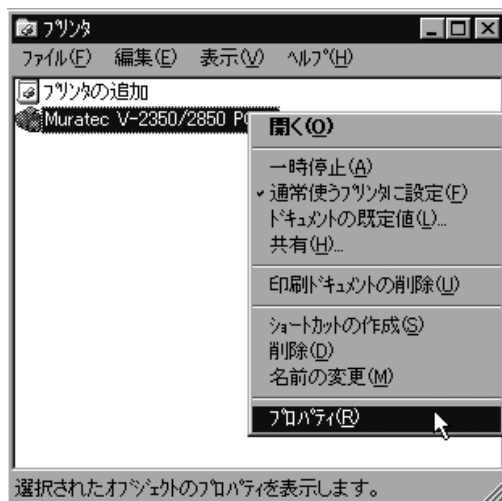 プリンタ
ファイル(F) 編集(E) 表示(V) ヘルプ(H)
プリンタの追加
Muratec V-2350/2850 P
開く(O)
一時停止(A)
通常使うプリンタに設定(F)
ドキュメントの既定値(L)...
共有(H)...
印刷ドキュメントの削除(U)
ショートカットの作成(S)
削除(D)
名前の変更(M)
プロパティ(R)
選択されたオブジェクトのプロパティを表示します。